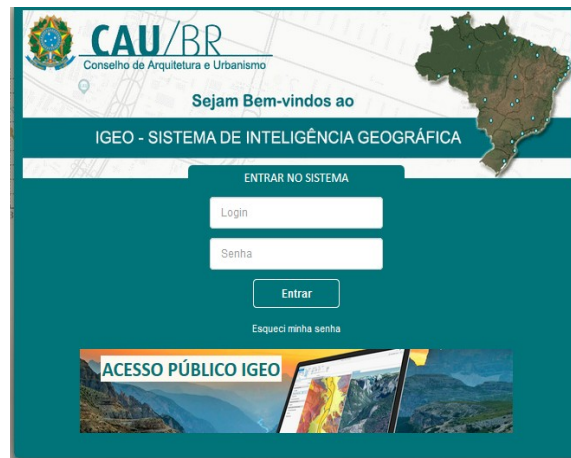 CAU/BR
Conselho de Arquitetura e Urbanismo
Sejam Bem-vindos ao
IGEO - SISTEMA DE INTELIGÊNCIA GEOGRÁFICA
ENTRAR NO SISTEMA
Login
Senha
Entrar
Esqueci minha senha
ACESSO PÚBLICO IGEO